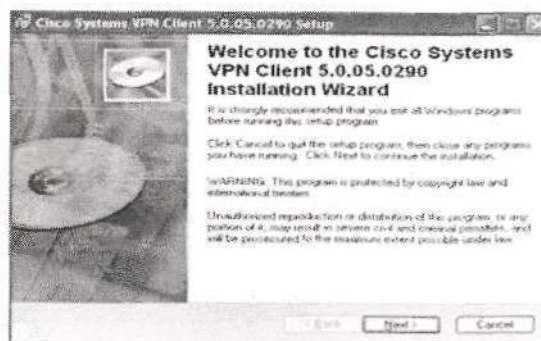 Cisco Systems VPN Client 5.0.05.0290 Setup
Welcome to the Cisco Systems
VPN Client 5.0.05.0290
Installation Wizard
It is strongly recommended that you exit all Windows programs
before running this setup program.
Click Cancel to quit the setup program, then close any programs
you have running. Click Next to continue the installation.
WARNING: This program is protected by copyright law and
international treaties.
Unauthorized reproduction or distribution of this program, or any
portion of it, may result in severe civil and criminal penalties, and
will be prosecuted to the maximum extent possible under law.
< Back Next > Cancel